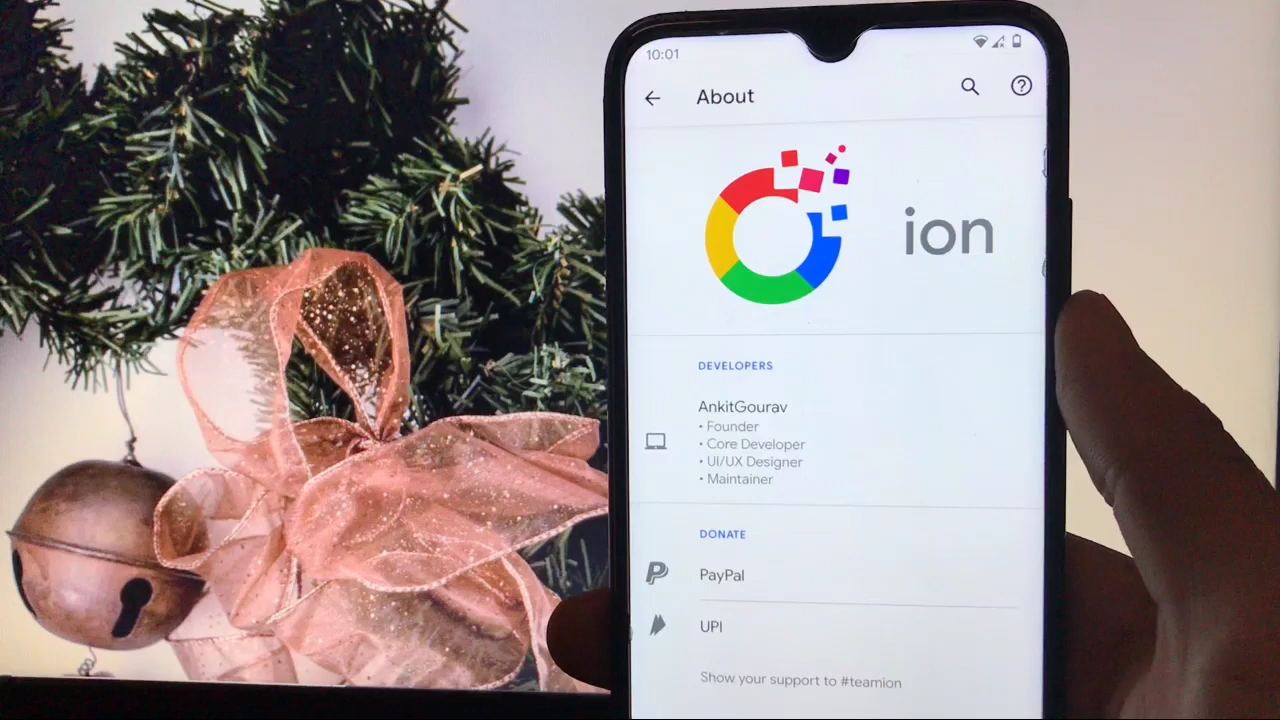 10:01
About
ion
DEVELOPERS
AnkitGourav
• Founder
• Core Developer
• UI/UX Designer
• Maintainer
DONATE
PayPal
UPI
Show your support to #teamion